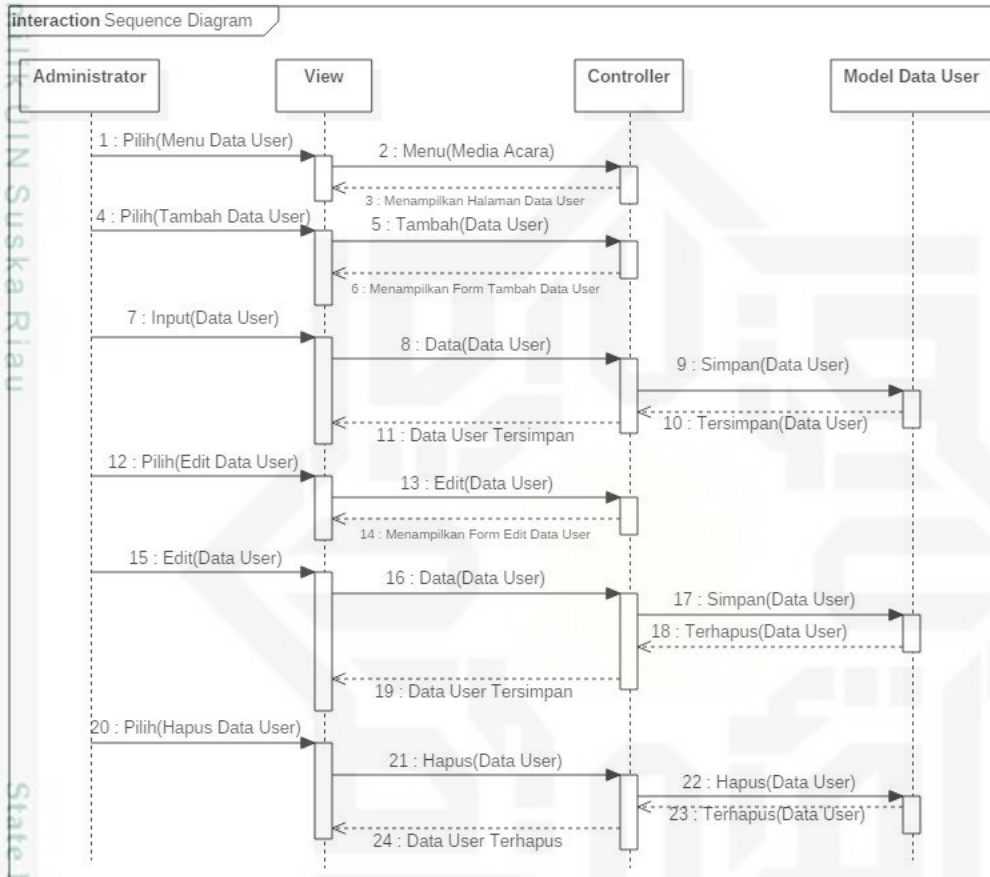 interaction Sequence Diagram
Administrator
View
Controller
Model Data User
1 : Pilih(Menu Data User)
2 : Menu(Media Acara)
3 : Menampilkan Halaman Data User
4 : Pilih(Tambah Data User)
5 : Tambah(Data User)
6 : Menampilkan Form Tambah Data User
7 : Input(Data User)
8 : Data(Data User)
9 : Simpan(Data User)
10 : Tersimpan(Data User)
11 : Data User Tersimpan
12 : Pilih(Edit Data User)
13 : Edit(Data User)
14 : Menampilkan Form Edit Data User
15 : Edit(Data User)
16 : Data(Data User)
17 : Simpan(Data User)
18 : Terhapus(Data User)
19 : Data User Tersimpan
20 : Pilih(Hapus Data User)
21 : Hapus(Data User)
22 : Hapus(Data User)
23 : Terhapus(Data User)
24 : Data User Terhapus
milik UIN Suska Riau
State